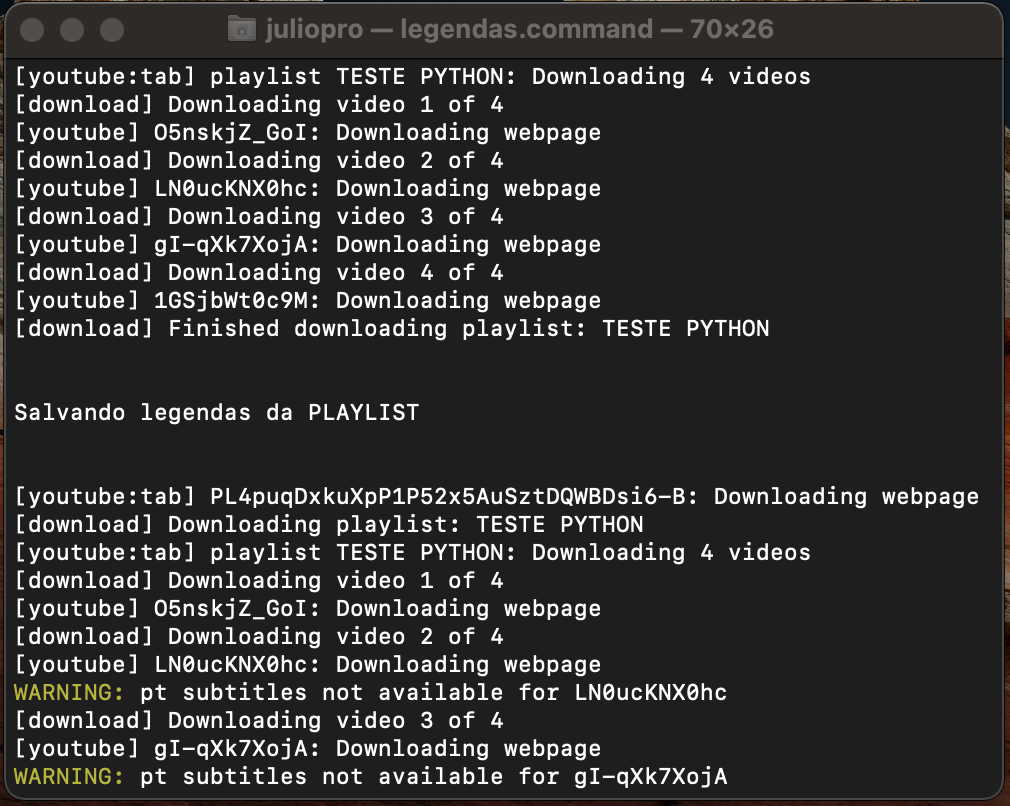 juliopro — legendas.command — 70×26
[youtube:tab] playlist TESTE PYTHON: Downloading 4 videos
[download] Downloading video 1 of 4
[youtube] O5nskjZ_GoI: Downloading webpage
[download] Downloading video 2 of 4
[youtube] LN0ucKNX0hc: Downloading webpage
[download] Downloading video 3 of 4
[youtube] gI-qXk7XojA: Downloading webpage
[download] Downloading video 4 of 4
[youtube] 1GSjbWt0c9M: Downloading webpage
[download] Finished downloading playlist: TESTE PYTHON
Salvando legendas da PLAYLIST
[youtube:tab] PL4puqDxkuXpP1P52x5AuSztDQWBDsi6-B: Downloading webpage
[download] Downloading playlist: TESTE PYTHON
[youtube:tab] playlist TESTE PYTHON: Downloading 4 videos
[download] Downloading video 1 of 4
[youtube] O5nskjZ_GoI: Downloading webpage
[download] Downloading video 2 of 4
[youtube] LN0ucKNX0hc: Downloading webpage
WARNING: pt subtitles not available for LN0ucKNX0hc
[download] Downloading video 3 of 4
[youtube] gI-qXk7XojA: Downloading webpage
WARNING: pt subtitles not available for gI-qXk7XojA